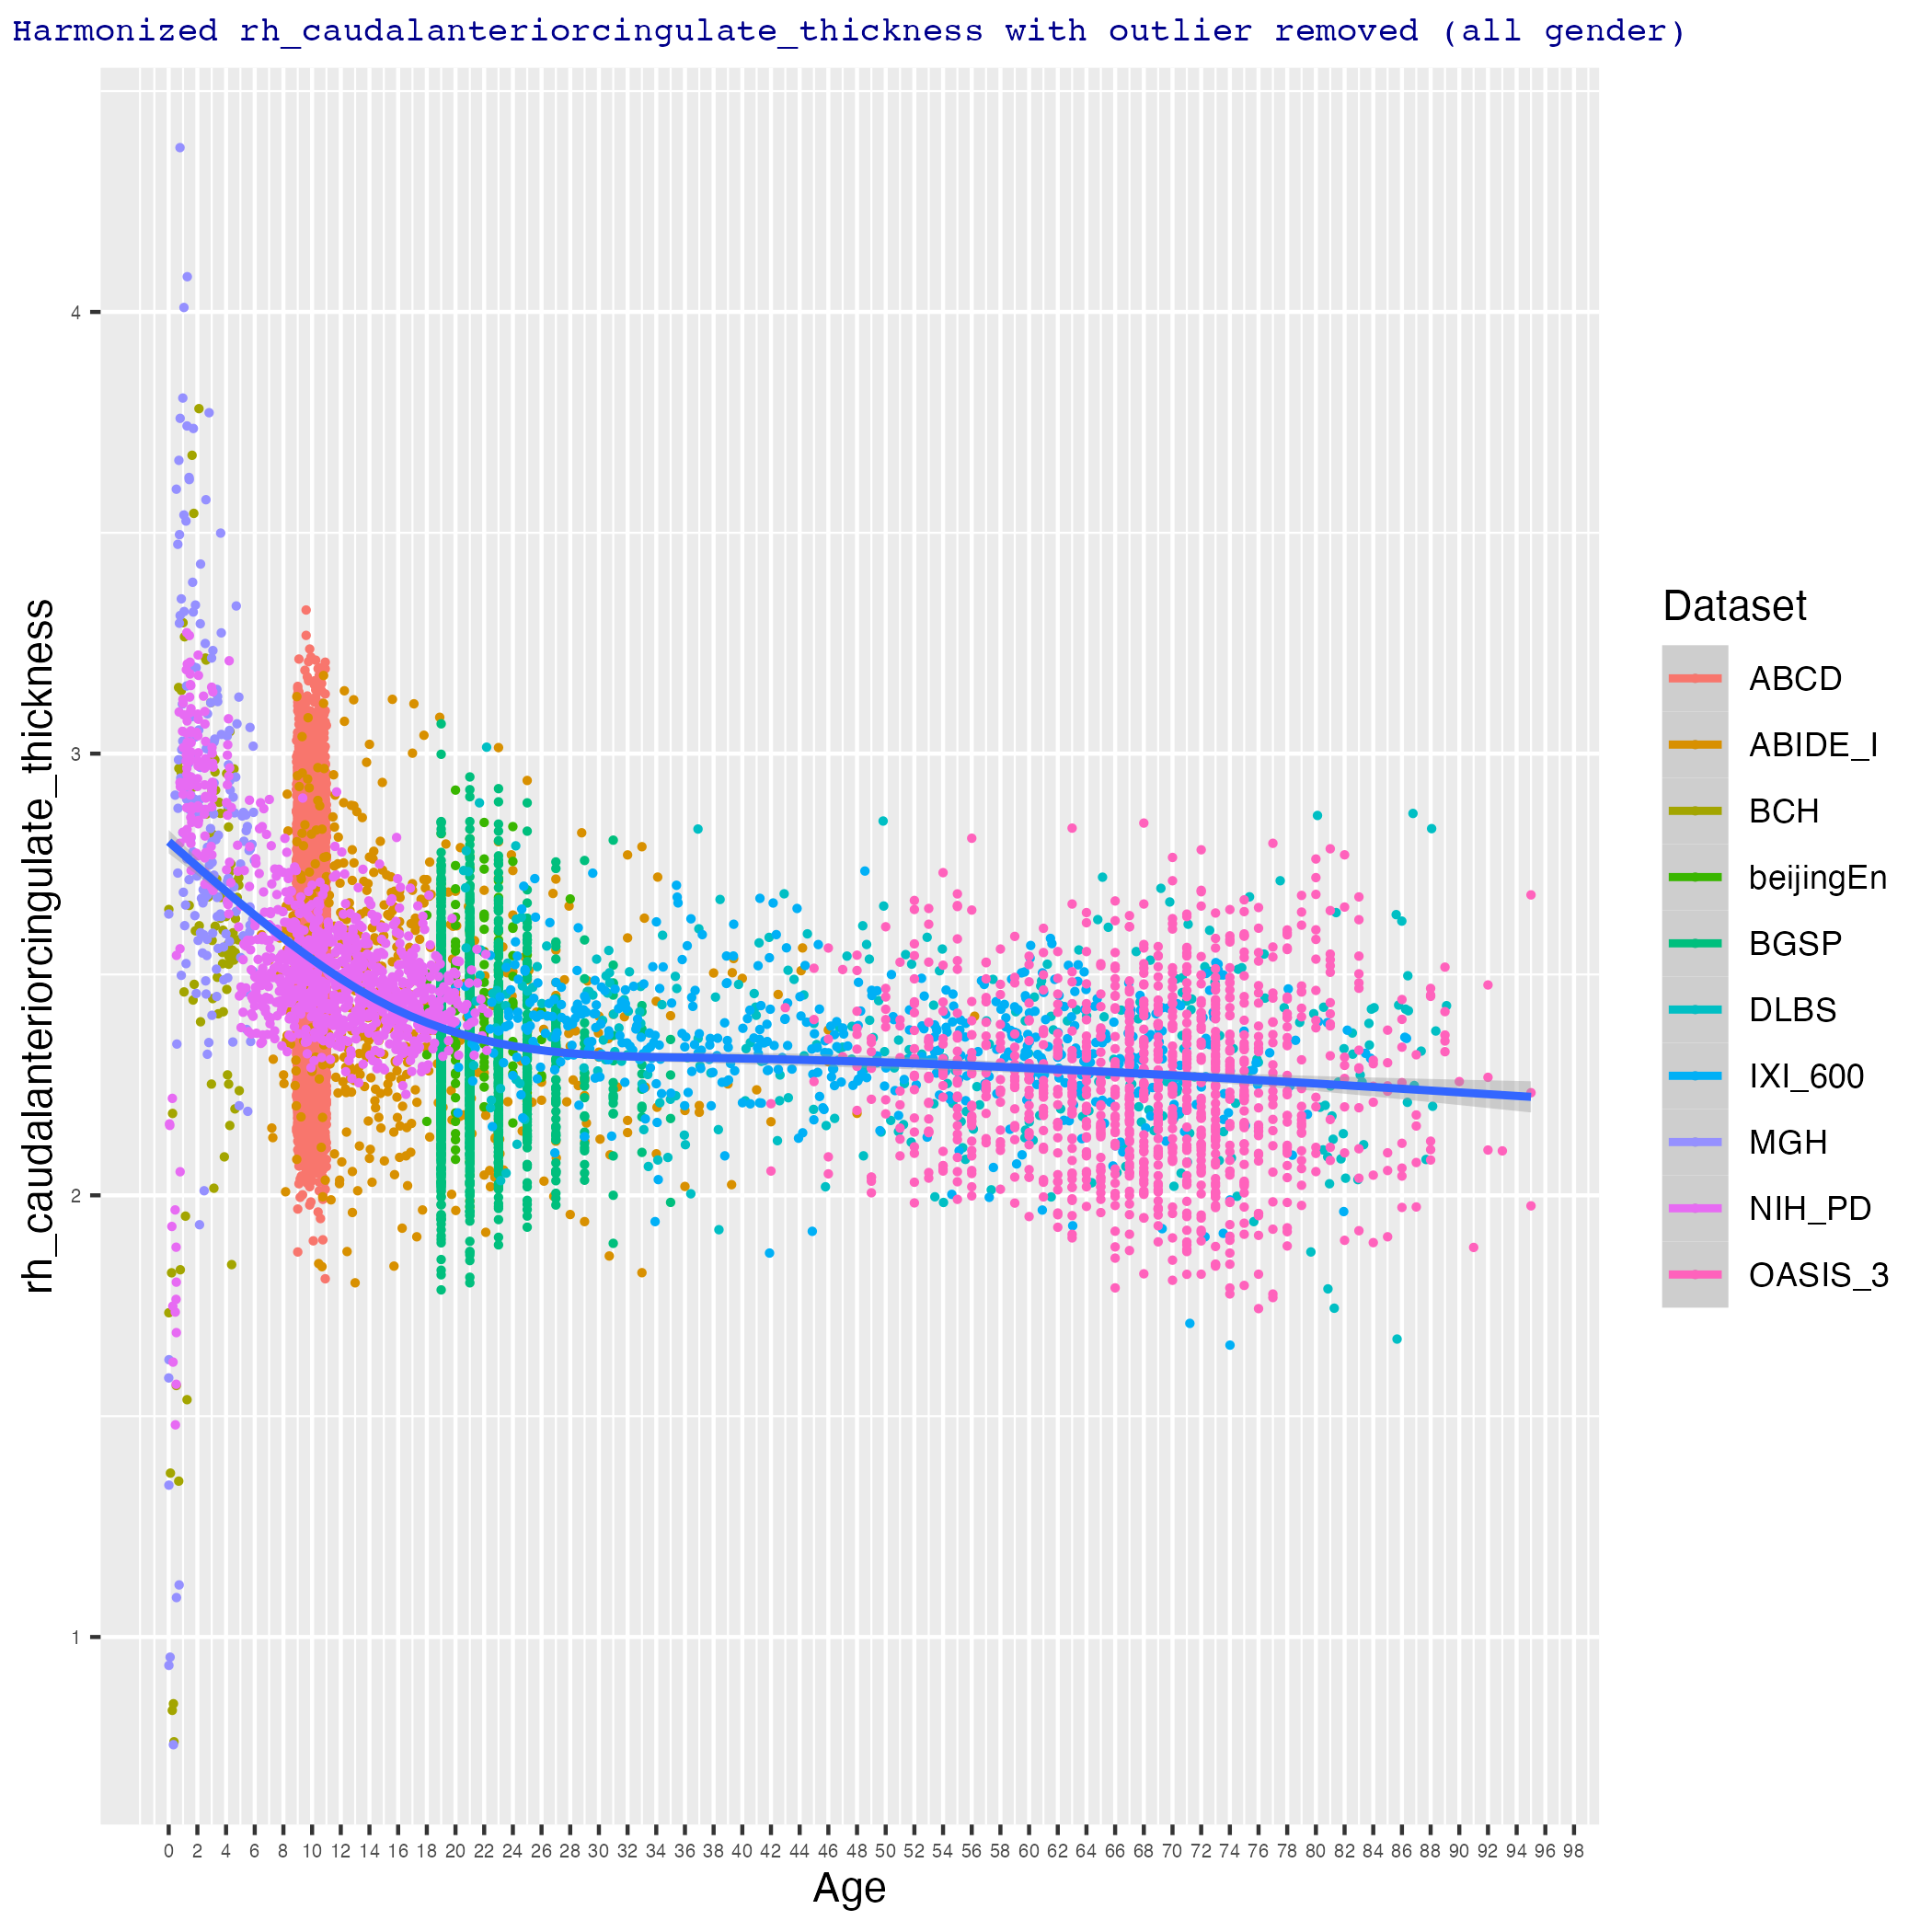 Harmonized rh_caudalanteriorcingulate_thickness with outlier removed (all gender)
rh_caudalanteriorcingulate_thickness
4
3
2
1
0 2 4 6 8 10 12 14 16 18 20 22 24 26 28 30 32 34 36 38 40 42 44 46 48 50 52 54 56 58 60 62 64 66 68 70 72 74 76 78 80 82 84 86 88 90 92 94 96 98
Age
Dataset
ABCD
ABIDE_I
BCH
beijingEn
BGSP
DLBS
IXI_600
MGH
NIH_PD
OASIS_3